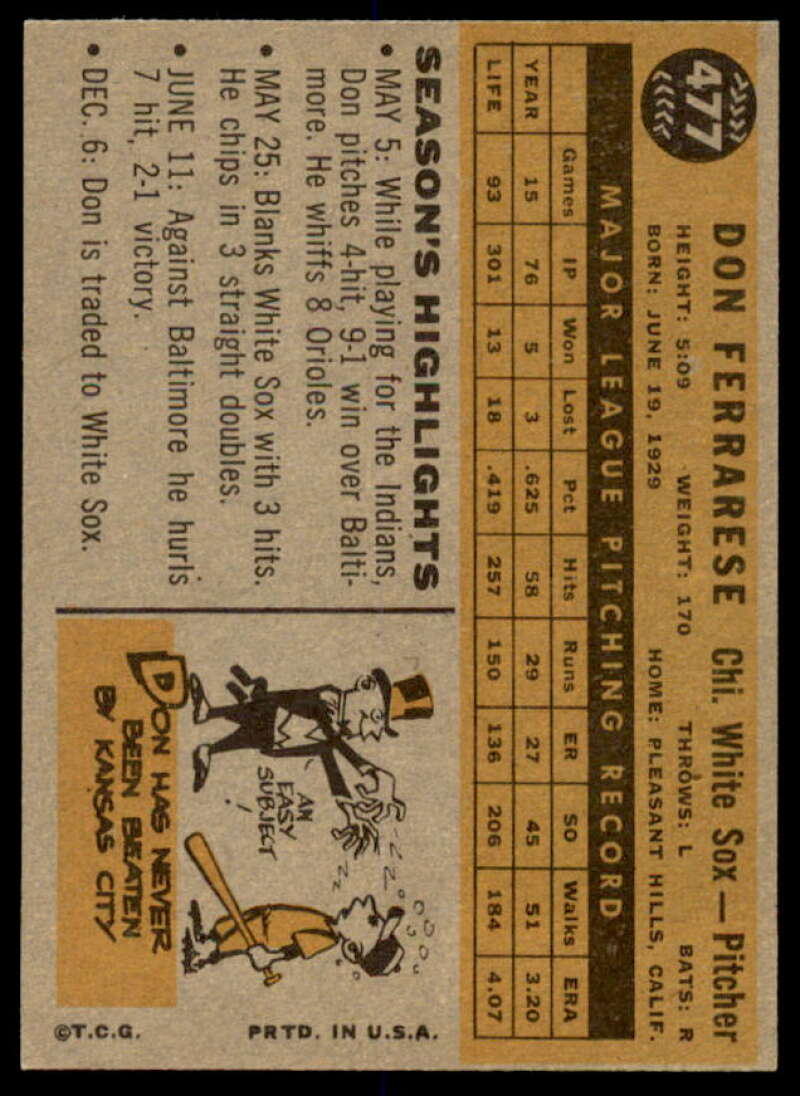 477
DON FERRARESE Chi. White Sox — Pitcher
HEIGHT: 5:09 WEIGHT: 170 THROWS: L BATS: R
BORN: JUNE 19, 1929 HOME: PLEASANT HILLS, CALIF.
MAJOR LEAGUE PITCHING RECORD
Games IP Won Lost Pct Hits Runs ER SO Walks ERA
YEAR 15 76 5 3 .625 58 29 27 45 51 3.20
LIFE 93 301 13 18 .419 257 150 136 206 184 4.07
SEASON'S HIGHLIGHTS
• MAY 5: While playing for the Indians,
Don pitches 4-hit, 9-1 win over Balti-
more. He whiffs 8 Orioles.
• MAY 25: Blanks White Sox with 3 hits.
He chips in 3 straight doubles.
• JUNE 11: Against Baltimore he hurls
7 hit, 2-1 victory.
• DEC. 6: Don is traded to White Sox.
AN
EASY
SUBJECT
!
ZZZ
ZZ
DON HAS NEVER
BEEN BEATEN
BY KANSAS CITY
©T.C.G. PRTD. IN U.S.A.